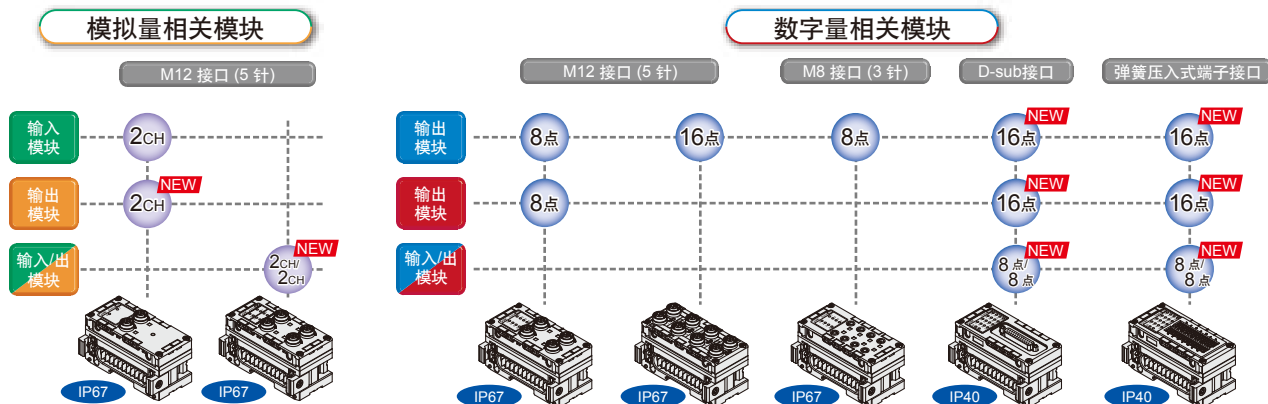 模拟量相关模块
M12 接口 (5 针)
输入
模块
2CH
输出
模块
2CH
NEW
输入/出
模块
2CH/
2CH
NEW
IP67
IP67
数字量相关模块
M12 接口 (5 针)
M8 接口 (3 针)
D-sub接口
弹簧压入式端子接口
输出
模块
8点
16点
8点
16点
NEW
16点
NEW
输出
模块
8点
16点
NEW
16点
NEW
输入/出
模块
8点/
8点
NEW
8点/
8点
NEW
IP67
IP67
IP67
IP40
IP40